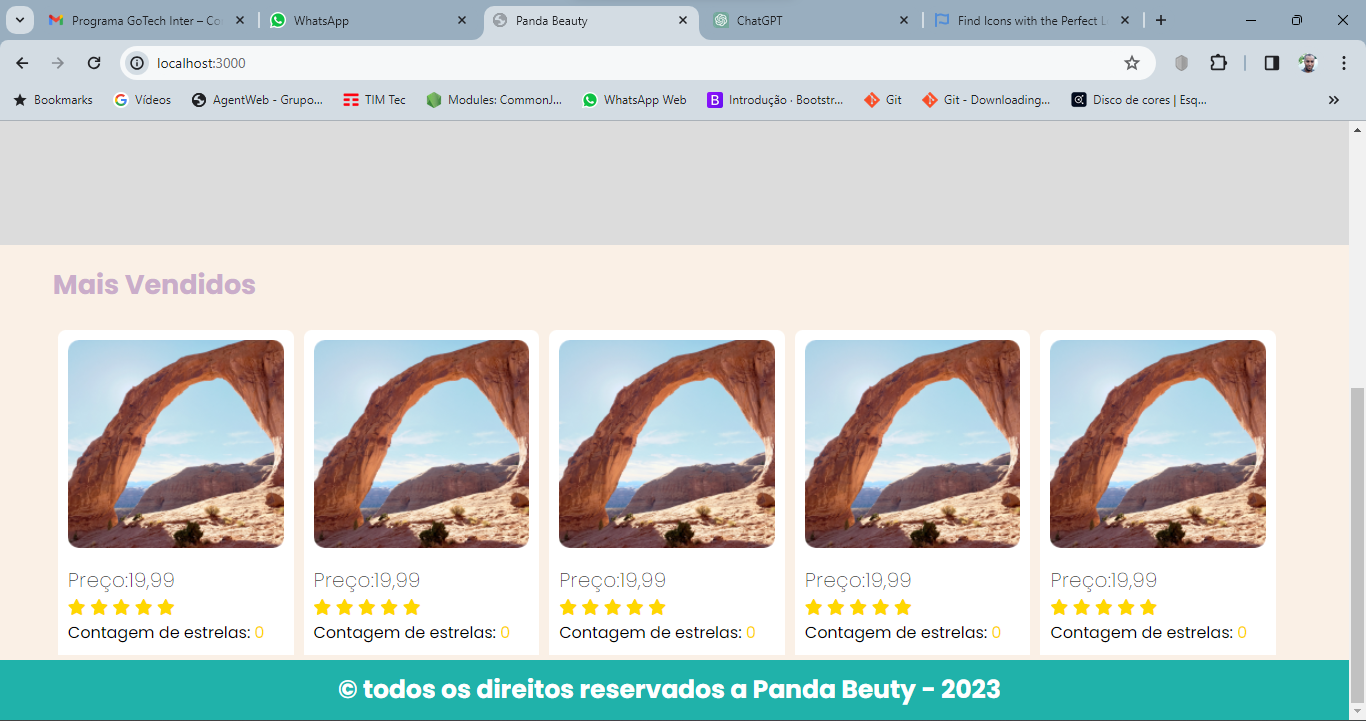 Programa GoTech Inter – Co
WhatsApp
Panda Beauty
ChatGPT
Find Icons with the Perfect L
localhost:3000
Bookmarks
Vídeos
AgentWeb - Grupo...
TIM Tec
Modules: CommonJ...
WhatsApp Web
B
Introdução · Bootstr...
Git
Git - Downloading...
Disco de cores | Esq...
Mais Vendidos
Preço:19,99
Contagem de estrelas: 0
Preço:19,99
Contagem de estrelas: 0
Preço:19,99
Contagem de estrelas: 0
Preço:19,99
Contagem de estrelas: 0
Preço:19,99
Contagem de estrelas: 0
© todos os direitos reservados a Panda Beuty - 2023